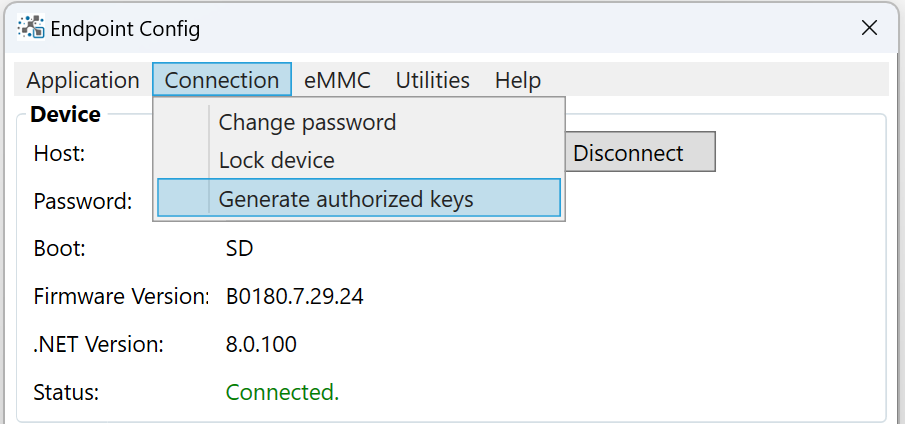 Endpoint Config
Application Connection eMMC Utilities Help
Device
Change password
Host:
Lock device
Disconnect
Generate authorized keys
Password:
Boot: SD
Firmware Version: B0180.7.29.24
.NET Version: 8.0.100
Status: Connected.